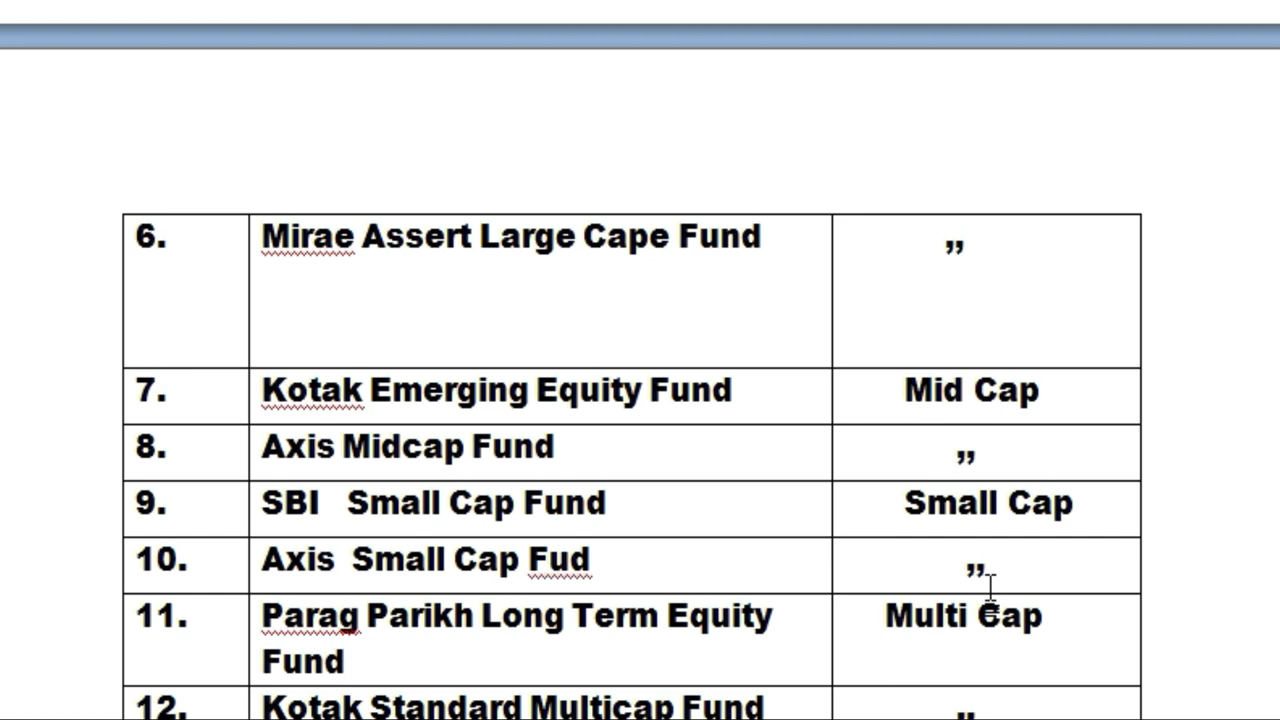 6. Mirae Assert Large Cape Fund „
7. Kotak Emerging Equity Fund Mid Cap
8. Axis Midcap Fund „
9. SBI Small Cap Fund Small Cap
10. Axis Small Cap Fud „
11. Parag Parikh Long Term Equity Multi Cap
Fund
12. Kotak Standard Multicap Fund „